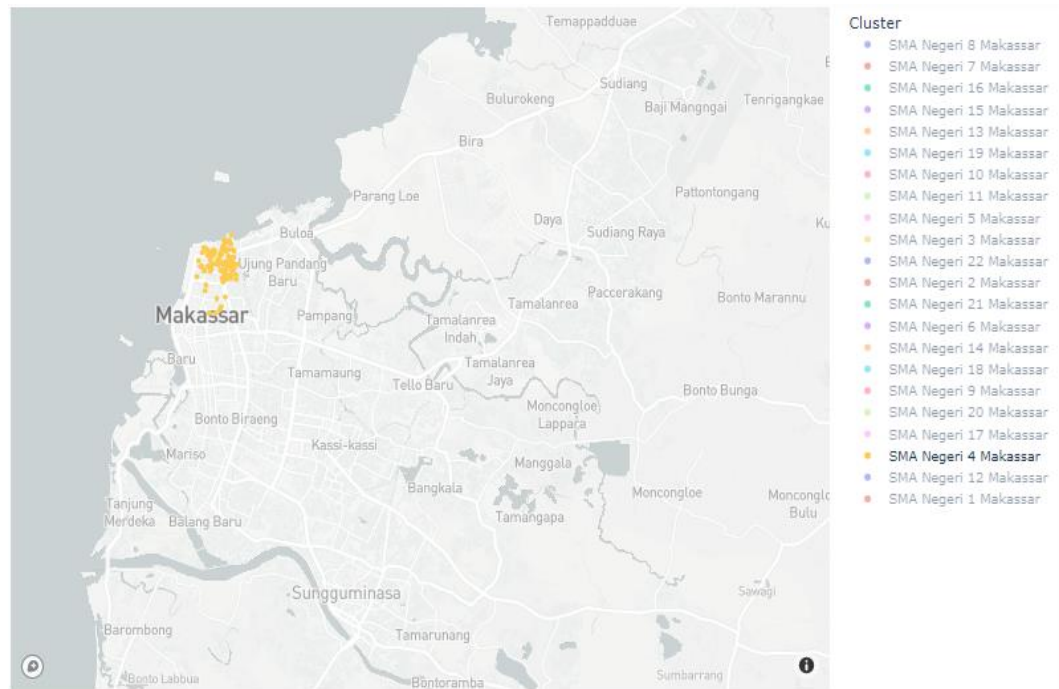 Temappadduae
Sudiang
Bulurokeng
Baji Mangngai
Tenrigangkae
Bira
Parang Loe
Pattontongang
Buloa
Daya
Sudiang Raya
Ku
Ujung Pandang
Baru
Paccerakang
Bonto Marannu
Tamalanrea
Makassar
Pampang
Tamalanrea
Indah
Baru
Tamamaung
Tello Baru
Tamalanrea
Jaya
Bonto Bunga
Moncongloe
Lappara
Bonto Biraeng
Kassi-kassi
Mariso
Manggala
Bangkala
Moncongloe
Moncongl
Bulu
Tanjung
Merdeka
Balang Baru
Tamangapa
Sungguminasa
Sawagi
Barombong
Tamarunang
Bonto Labbua
Bontoramba
Sumbarrang
Cluster
SMA Negeri 8 Makassar
SMA Negeri 7 Makassar
SMA Negeri 16 Makassar
SMA Negeri 15 Makassar
SMA Negeri 13 Makassar
SMA Negeri 19 Makassar
SMA Negeri 10 Makassar
SMA Negeri 11 Makassar
SMA Negeri 5 Makassar
SMA Negeri 3 Makassar
SMA Negeri 22 Makassar
SMA Negeri 2 Makassar
SMA Negeri 21 Makassar
SMA Negeri 6 Makassar
SMA Negeri 14 Makassar
SMA Negeri 18 Makassar
SMA Negeri 9 Makassar
SMA Negeri 20 Makassar
SMA Negeri 17 Makassar
SMA Negeri 4 Makassar
SMA Negeri 12 Makassar
SMA Negeri 1 Makassar